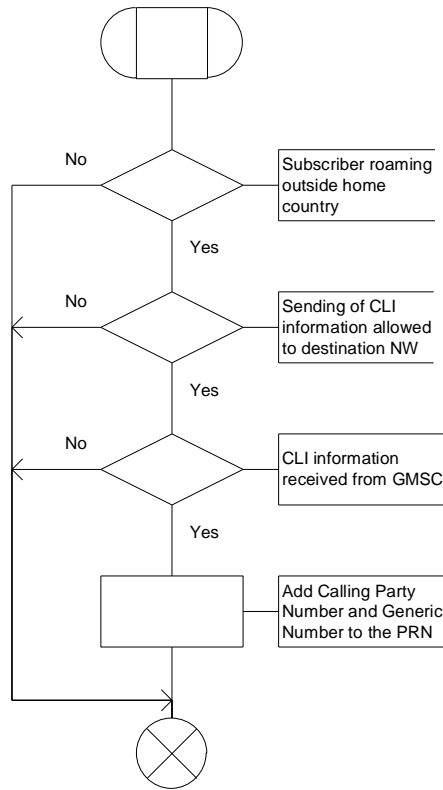 No
Subscriber roaming
outside home
country
Yes
No
Sending of CLI
information allowed
to destination NW
Yes
No
CLI information
received from GMSC
Yes
Add Calling Party
Number and Generic
Number to the PRN